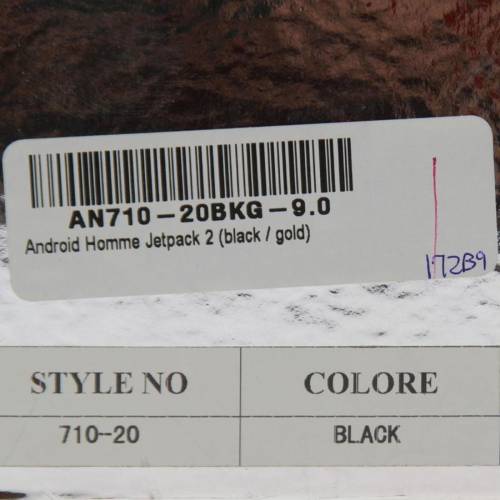 AN710-20BKG-9.0
Android Homme Jetpack 2 (black / gold)
172B9
STYLE NO COLORE
710-20 BLACK